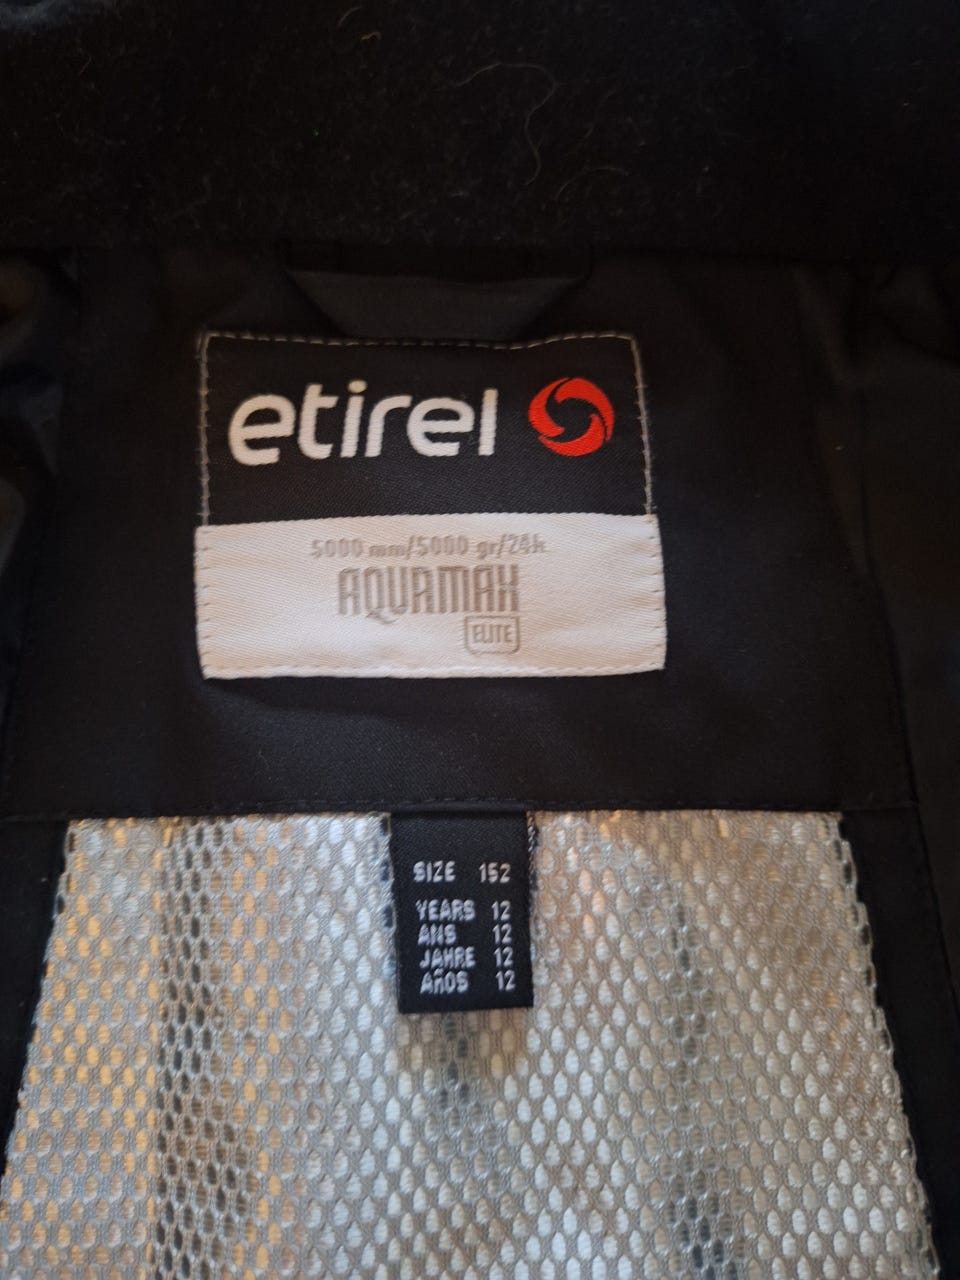 etirel
5000 mm/5000 gr/24h
AQUAMAX
ELITE
SIZE 152
YEARS 12
ANS 12
JAHRE 12
AÑOS 12